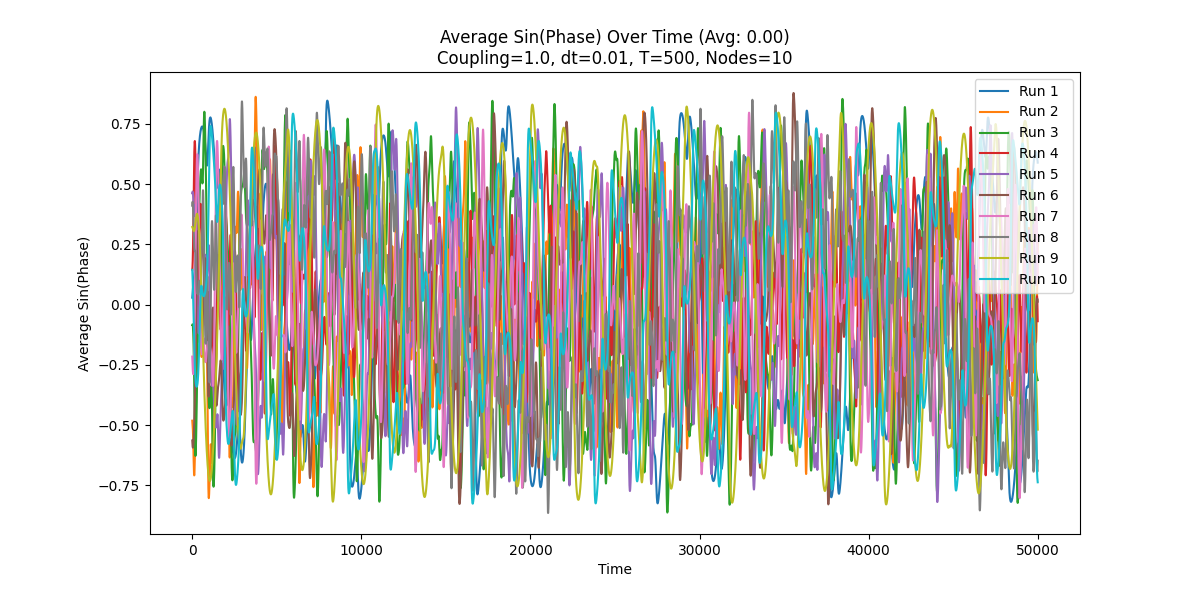 Average Sin(Phase) Over Time (Avg: 0.00)
Coupling=1.0, dt=0.01, T=500, Nodes=10
Average Sin(Phase)
0.75
0.50
0.25
0.00
−0.25
−0.50
−0.75
Run 1
Run 2
Run 3
Run 4
Run 5
Run 6
Run 7
Run 8
Run 9
Run 10
0
10000
20000
30000
40000
50000
Time